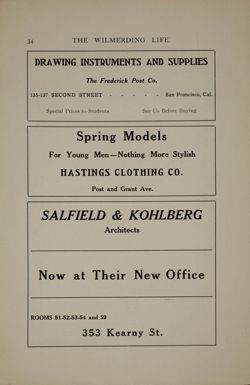 34 THE WILMERDING LIFE.
DRAWING INSTRUMENTS AND SUPPLIES
The Frederick Post Co.
135-137 SECOND STREET - - - - - San Francisco, Cal.
Special Prices to Students See Us Before Buying
Spring Models
For Young Men—Nothing More Stylish
HASTINGS CLOTHING CO.
Post and Grant Ave.
SALFIELD & KOHLBERG
Architects
Now at Their New Office
ROOMS 51-52-53-54 and 59
353 Kearny St.